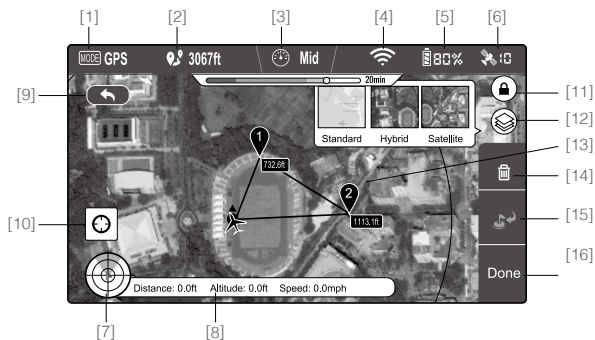 [1] [2] [3] [4] [5] [6]
MODE GPS 3067ft Mid 80% 10
20min
[9] [11]
Standard Hybrid Satellite
[12]
[13]
1
732.6ft
[14]
2
1113.1ft
[15]
[10]
[16]
Done
Distance: 0.0ft Altitude: 0.0ft Speed: 0.0mph
[7] [8]